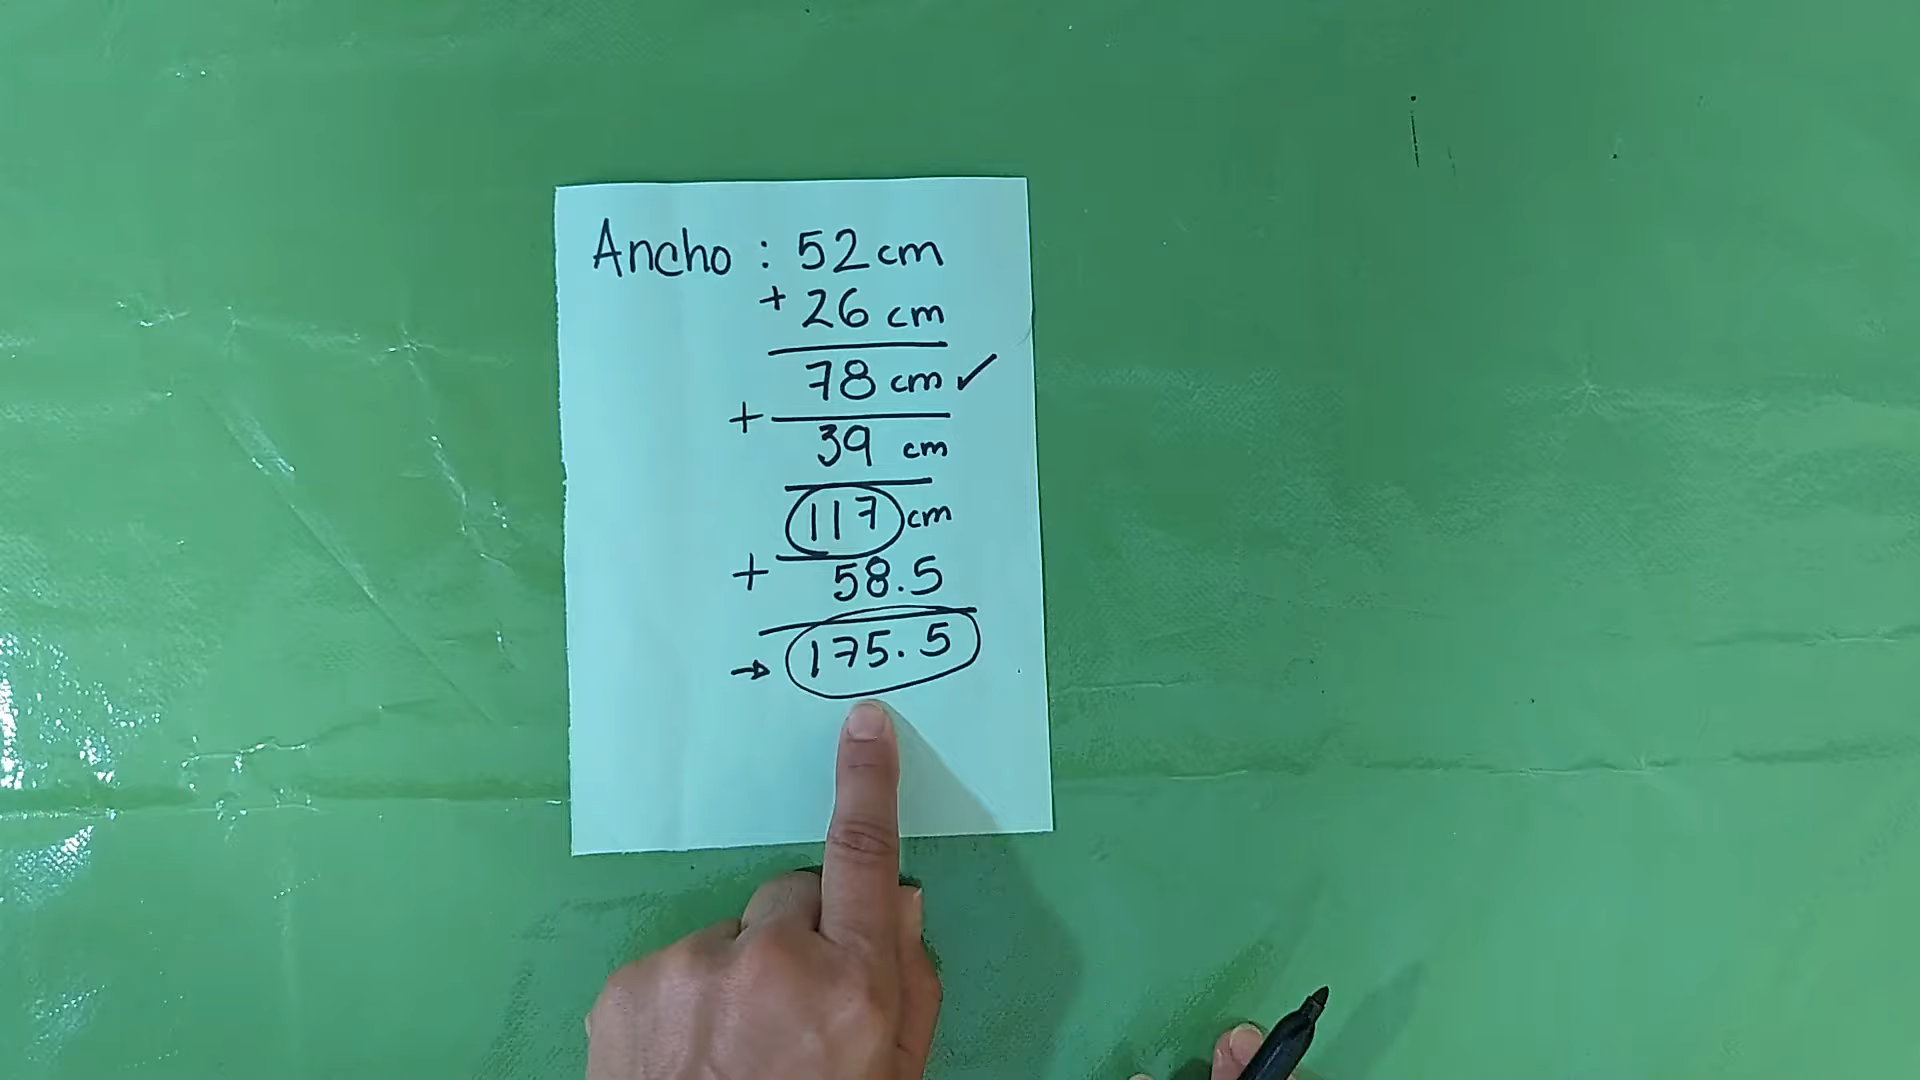 Ancho : 52 cm
+ 26 cm
78 cm ✓
+ 39 cm
117 cm
+ 58.5
→ 175.5